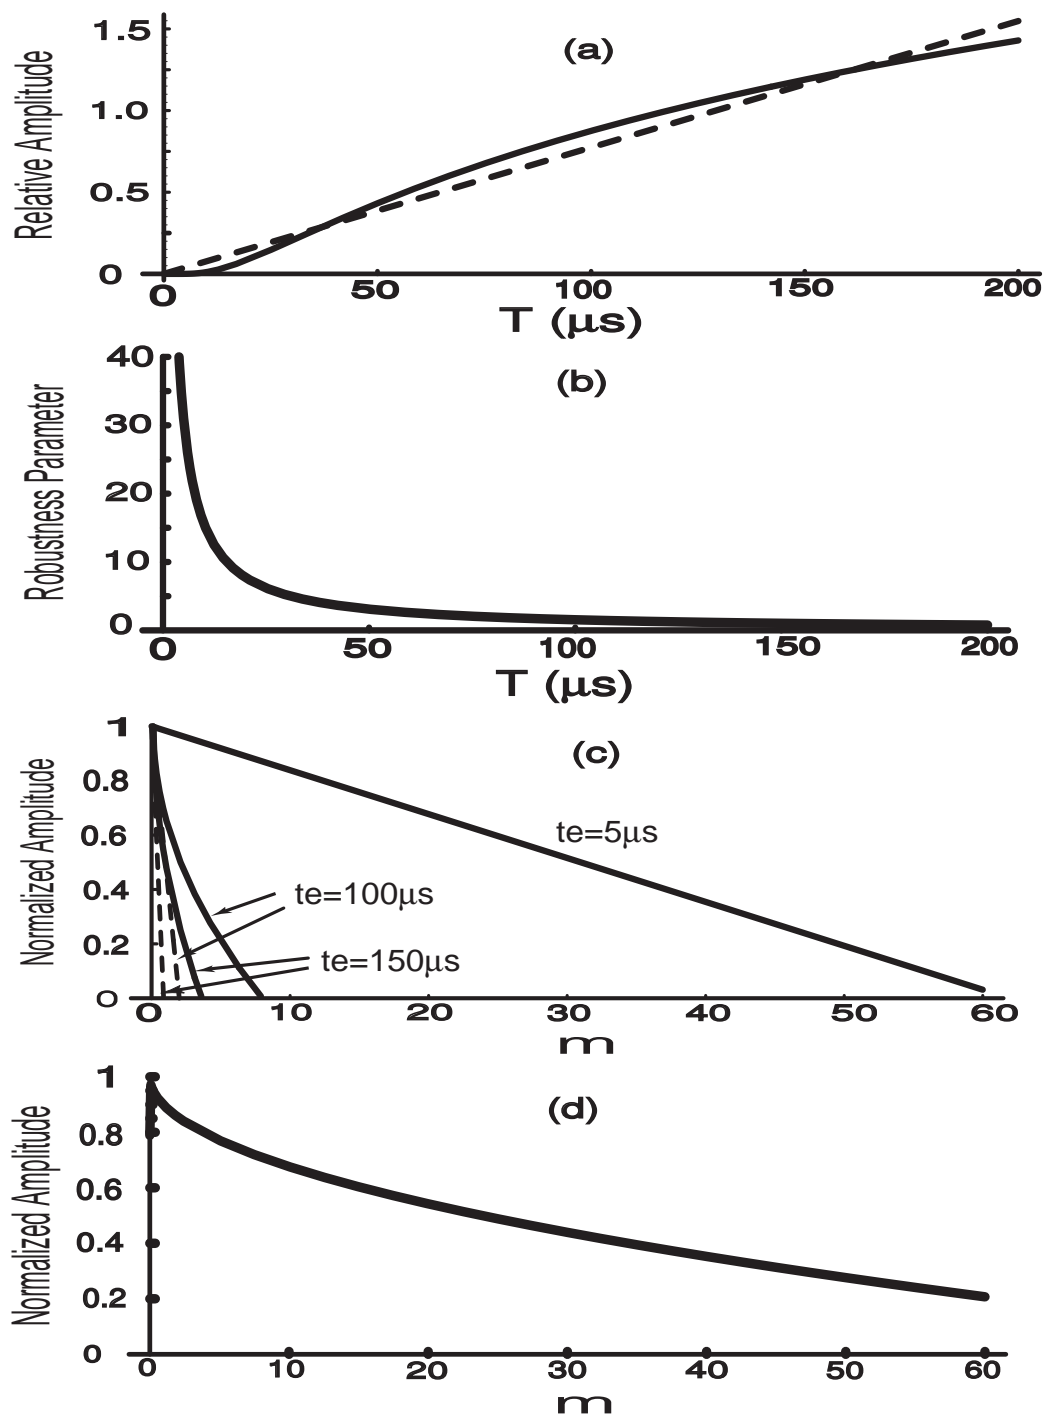 (a)
Relative Amplitude
1.5
1.0
0.5
0
0 50 100 150 200
T (μs)
(b)
Robustness Parameter
40
30
20
10
0
0 50 100 150 200
T (μs)
(c)
Normalized Amplitude
1
0.8
0.6
0.4
0.2
0
te=5μs
te=100μs
te=150μs
0 10 20 30 40 50 60
m
(d)
Normalized Amplitude
1
0.8
0.6
0.4
0.2
0
0 10 20 30 40 50 60
m